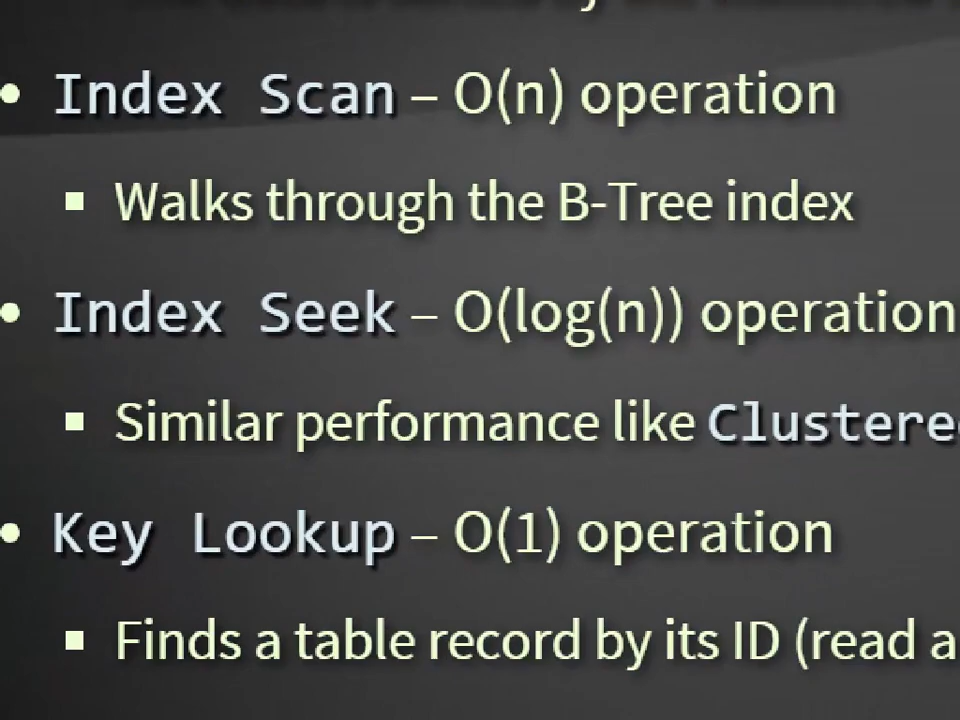 • Index Scan – O(n) operation
▪ Walks through the B-Tree index
• Index Seek – O(log(n)) operation
▪ Similar performance like
• Key Lookup – O(1) operation
▪ Finds a table record by its ID (read a